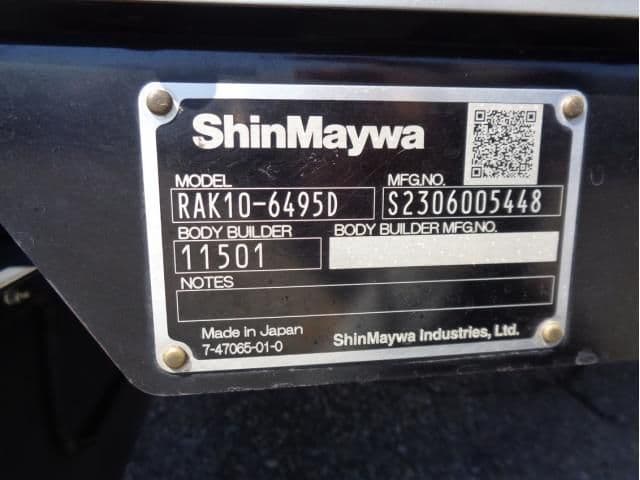 ShinMaywa
MODEL MFG.NO.
RAK10-6495D S2306005448
BODY BUILDER BODY BUILDER MFG.NO.
11501
NOTES
Made in Japan
7-47065-01-0 ShinMaywa Industries, Ltd.